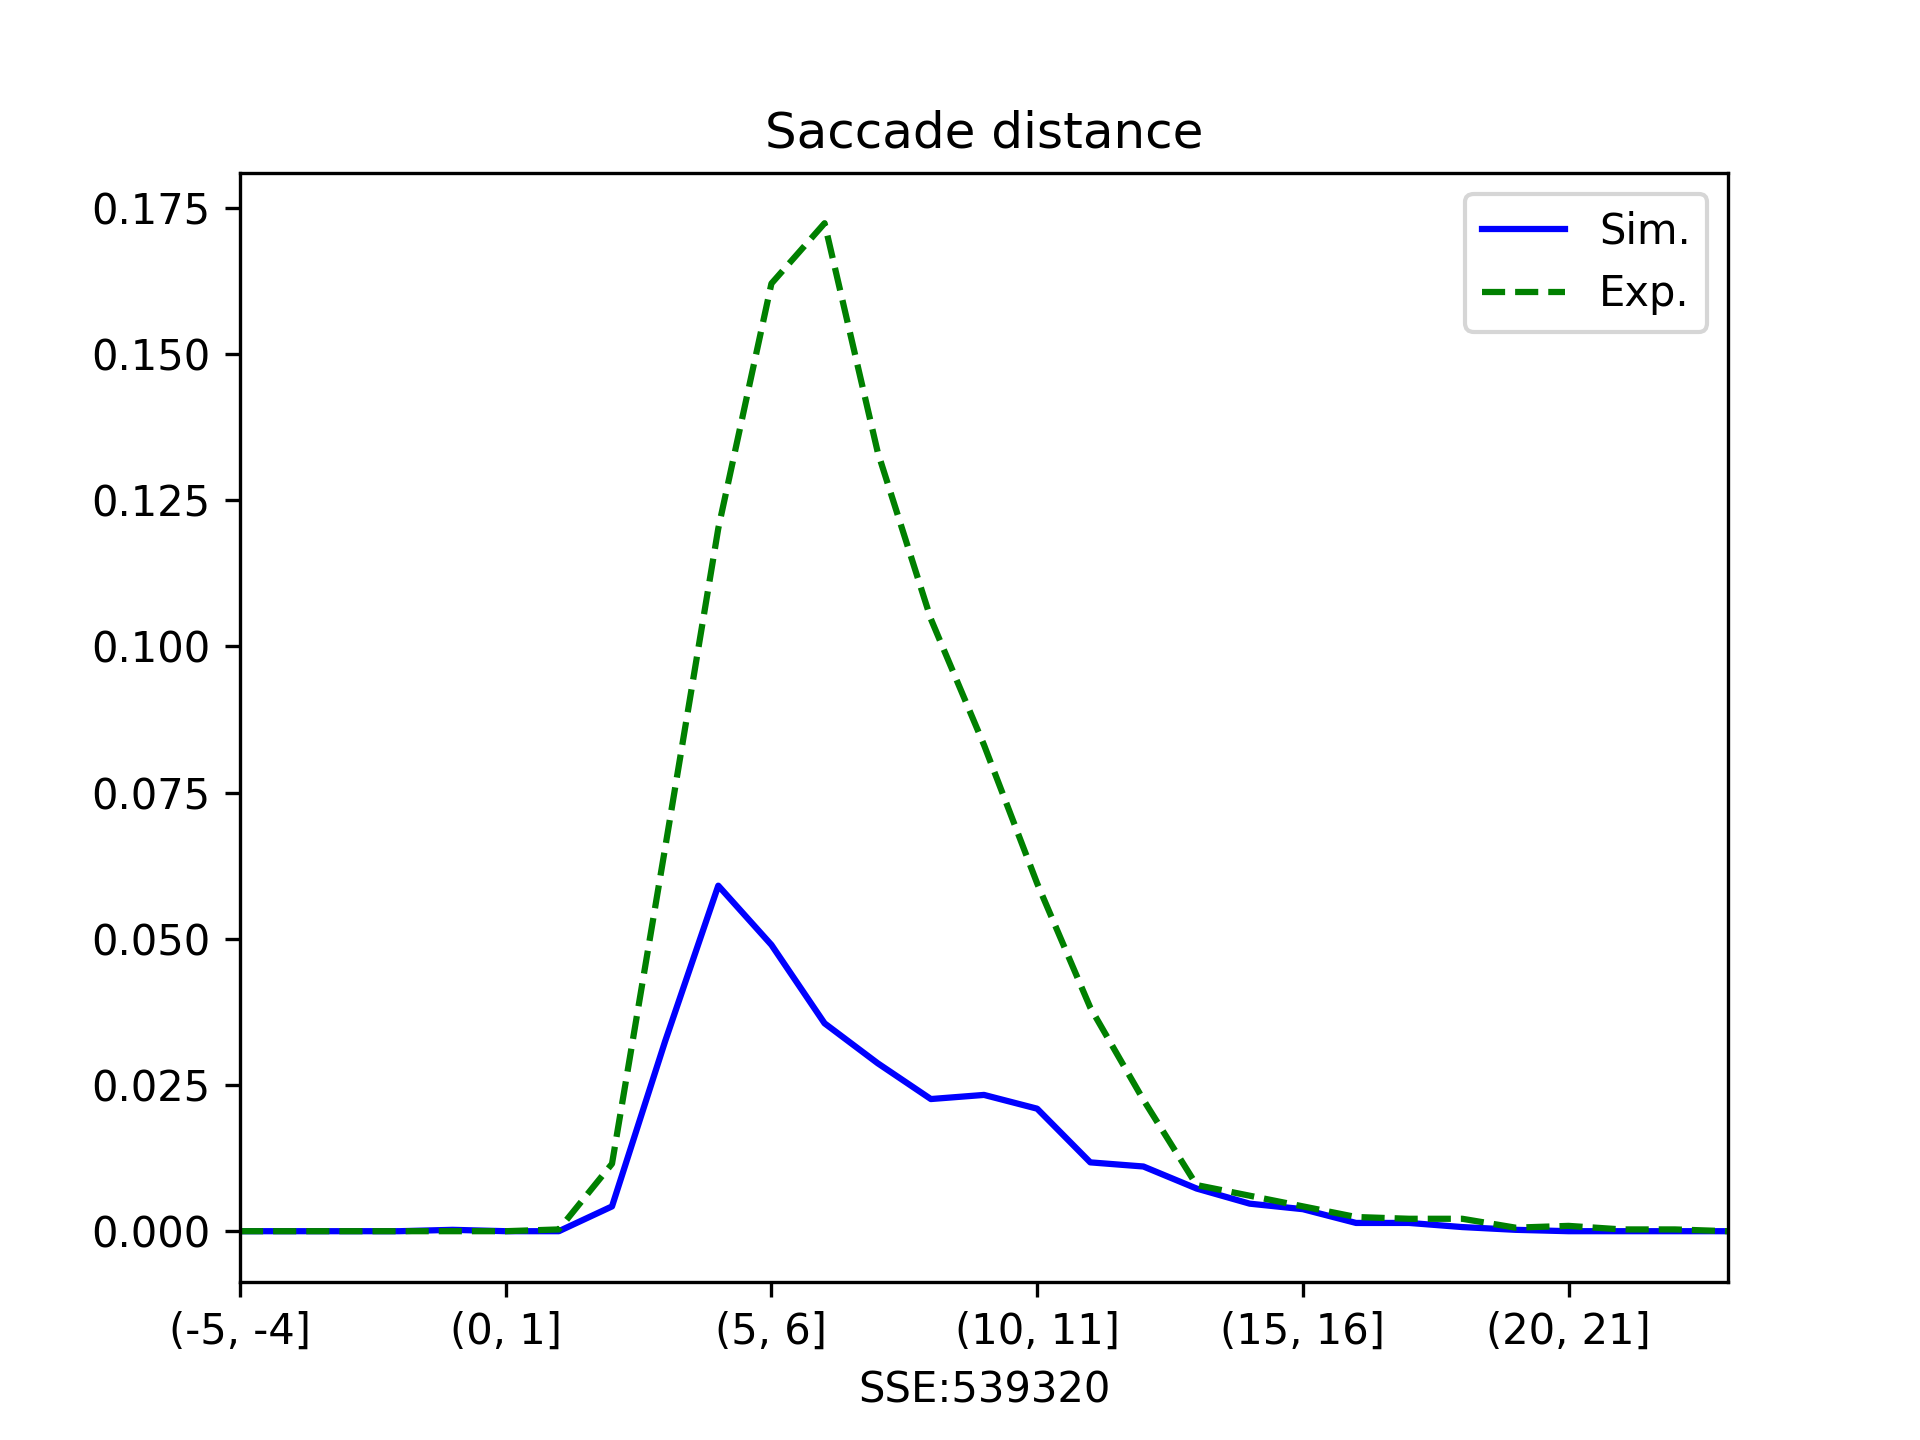 Saccade distance
0.175
0.150
0.125
0.100
0.075
0.050
0.025
0.000
Sim.
Exp.
(-5, -4] (0, 1] (5, 6] (10, 11] (15, 16] (20, 21]
SSE:539320